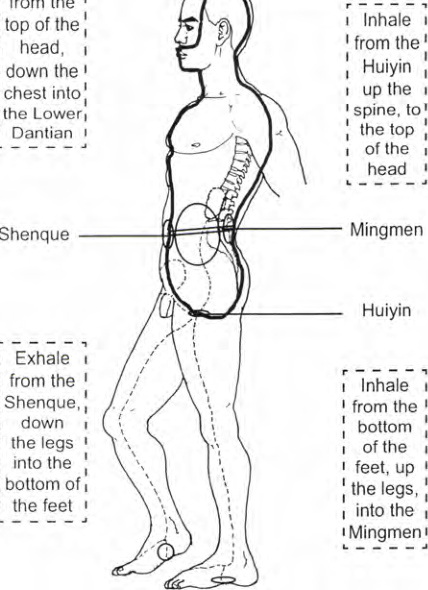 from the
top of the
head,
down the
chest into
the Lower
Dantian
Inhale
from the
Huiyin
up the
spine, to
the top
of the
head
Shenque
Mingmen
Huiyin
Exhale
from the
Shenque,
down
the legs
into the
bottom of
the feet
Inhale
from the
bottom
of the
feet, up
the legs,
into the
Mingmen